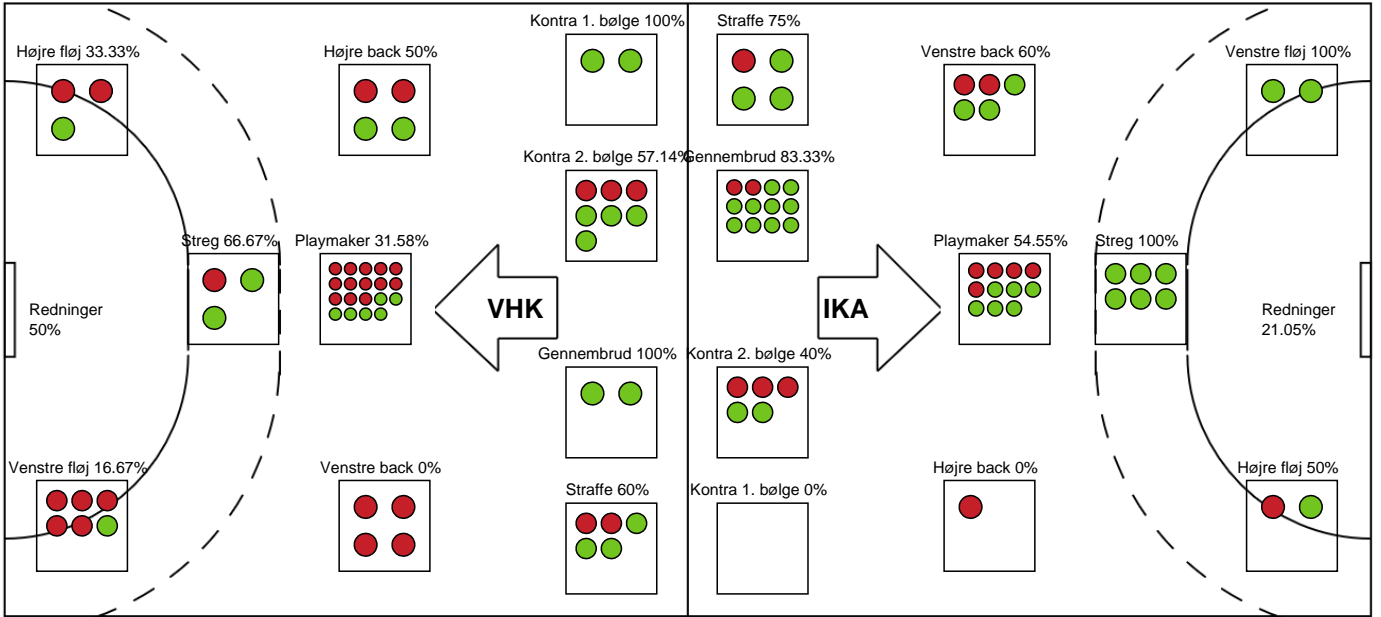 Kontra 1. bølge 100%
Straffe 75%
Højre fløj 33.33%
Højre back 50%
Venstre back 60%
Venstre fløj 100%
Kontra 2. bølge 57.14%
Gennembrud 83.33%
Streg 66.67%
Playmaker 31.58%
Playmaker 54.55%
Streg 100%
Redninger
50%
VHK
IKA
Redninger
21.05%
Gennembrud 100%
Kontra 2. bølge 40%
Venstre fløj 16.67%
Venstre back 0%
Straffe 60%
Kontra 1. bølge 0%
Højre back 0%
Højre fløj 50%